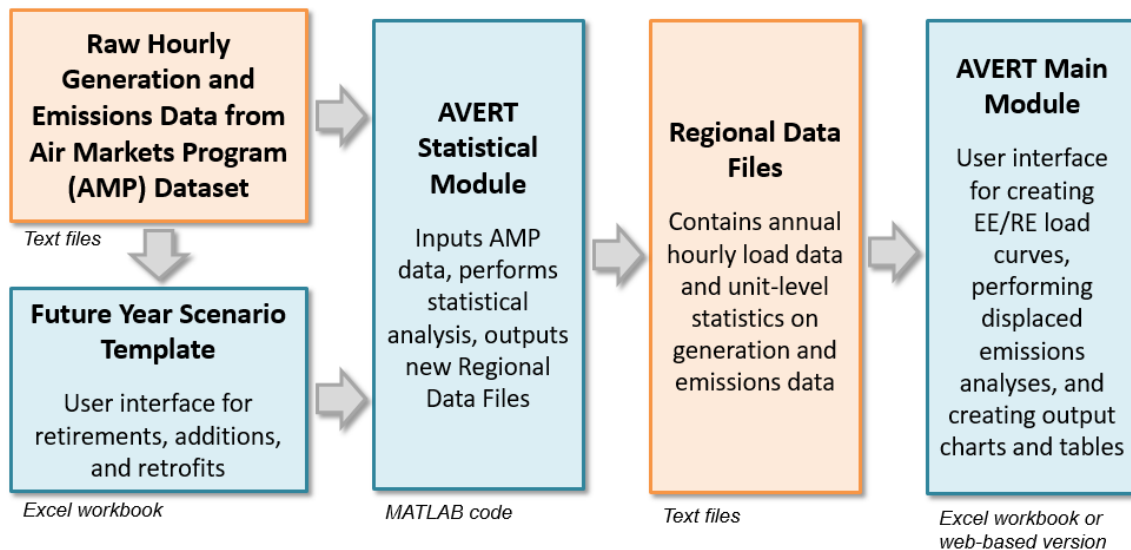 Raw Hourly
Generation and
Emissions Data from
Air Markets Program
(AMP) Dataset
Text files
Future Year Scenario
Template
User interface for
retirements, additions,
and retrofits
Excel workbook
AVERT
Statistical
Module
Inputs AMP
data, performs
statistical
analysis, outputs
new Regional
Data Files
MATLAB code
Regional Data
Files
Contains annual
hourly load data
and unit-level
statistics on
generation and
emissions data
Text files
AVERT Main
Module
User interface
for creating
EE/RE load
curves,
performing
displaced
emissions
analyses, and
creating output
charts and tables
Excel workbook or
web-based version